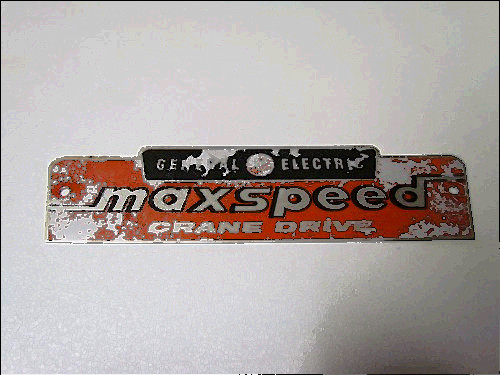 GENERAL ELECTRIC
maxspeed
CRANE DRIVE